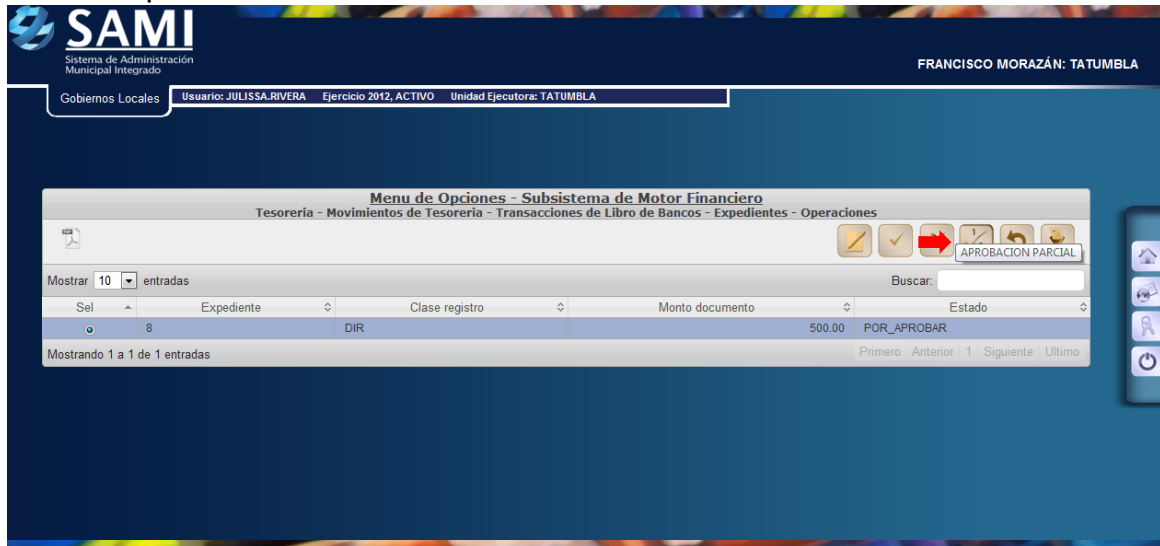 SAMI
Sistema de Administración
Municipal Integrado
FRANCISCO MORAZÁN: TATUMBLA
Gobiernos Locales
Usuario: JULISSA.RIVERA Ejercicio 2012, ACTIVO Unidad Ejecutora: TATUMBLA
Menu de Opciones - Subsistema de Motor Financiero
Tesoreria - Movimientos de Tesoreria - Transacciones de Libro de Bancos - Expedientes - Operaciones
APROBACION PARCIAL
Mostrar 10 entradas Buscar:
Sel Expediente Clase registro Monto documento Estado
8 DIR 500.00 POR_APROBAR
Mostrando 1 a 1 de 1 entradas Primero Anterior 1 Siguiente Ultimo